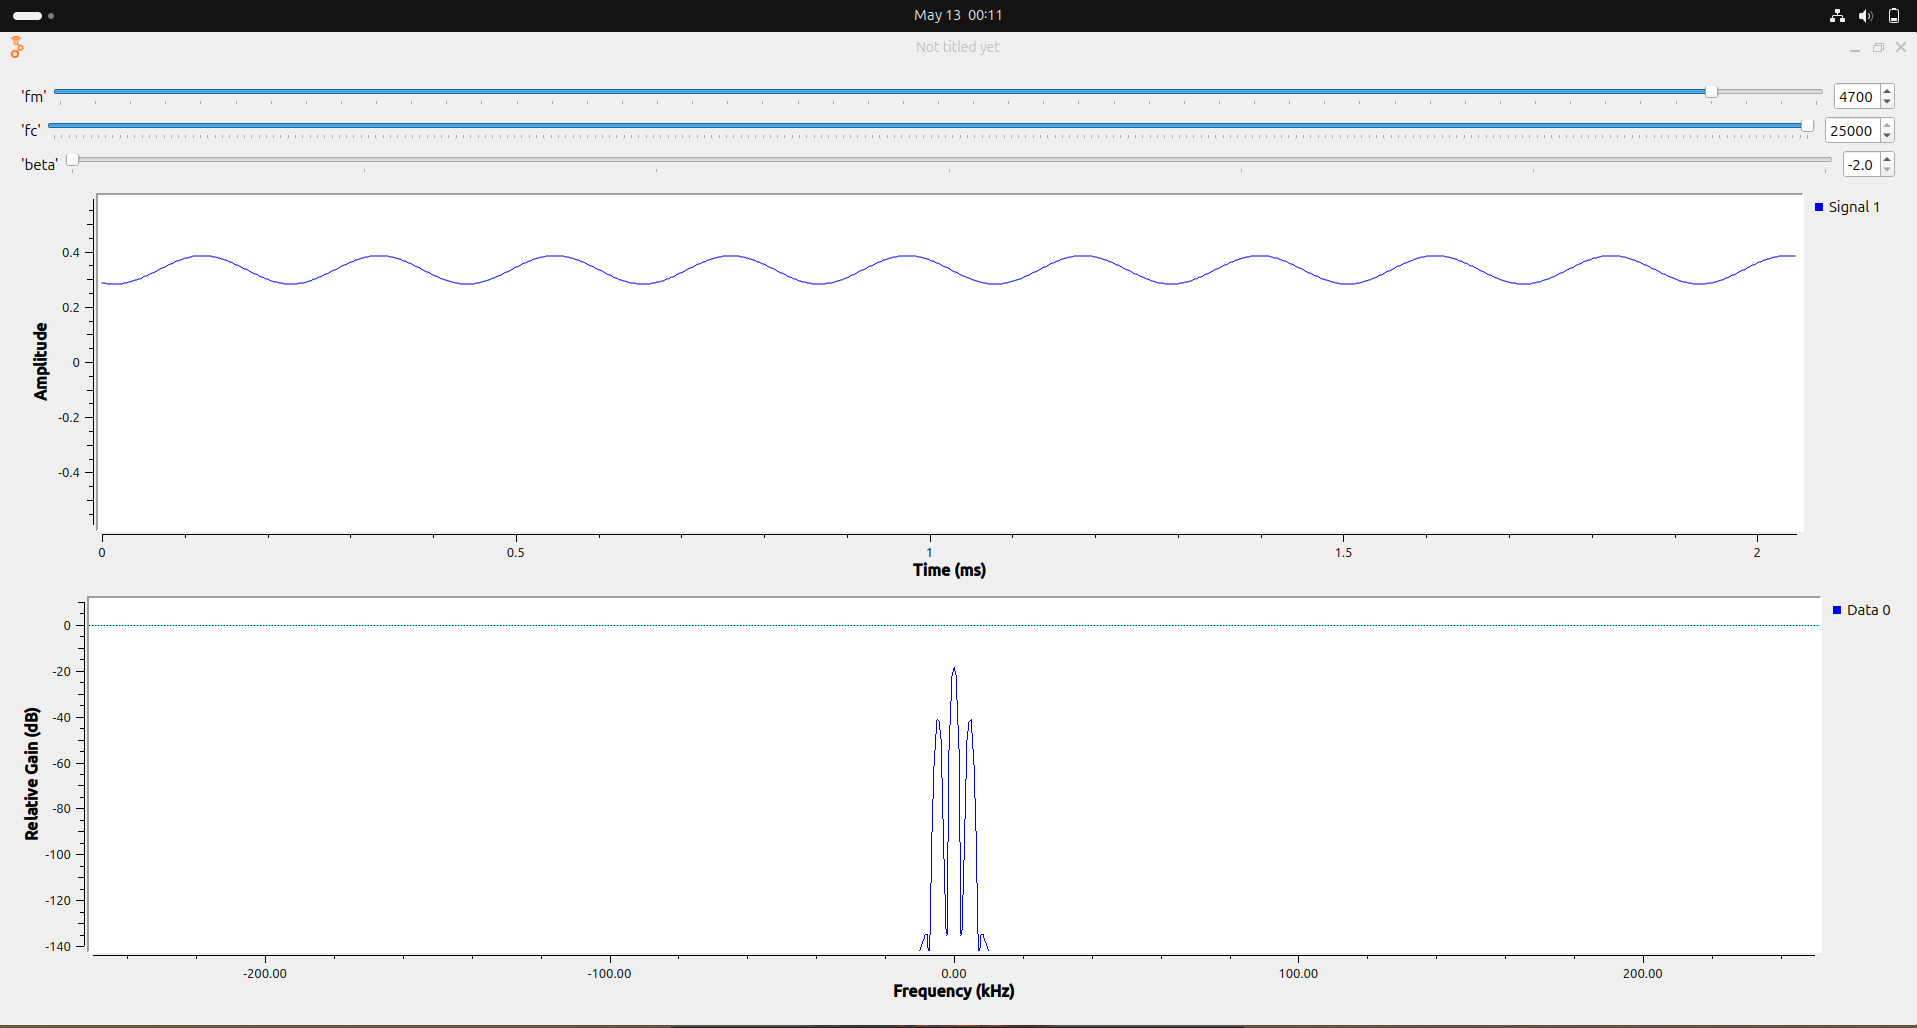 May 13 00:11
Not titled yet
'fm' 4700
'fc' 25000
'beta' -2.0
Signal 1
Amplitude
0.4
0.2
0
-0.2
-0.4
0 0.5 1 1.5 2
Time (ms)
Data 0
Relative Gain (dB)
0
-20
-40
-60
-80
-100
-120
-140
-200.00 -100.00 0.00 100.00 200.00
Frequency (kHz)